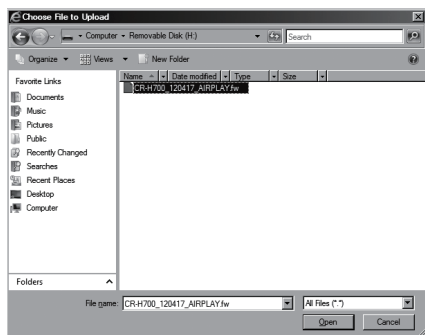 Choose File to Upload
Computer Removable Disk (H:) Search
Organize Views New Folder
Name Date modified Type Size
CR-H700_120417_AIRPLAY.fw
Favorite Links
Documents
Music
Pictures
Public
Recently Changed
Searches
Recent Places
Desktop
Computer
Folders
File name: CR-H700_120417_AIRPLAY.fw All Files (*.*)
Open Cancel